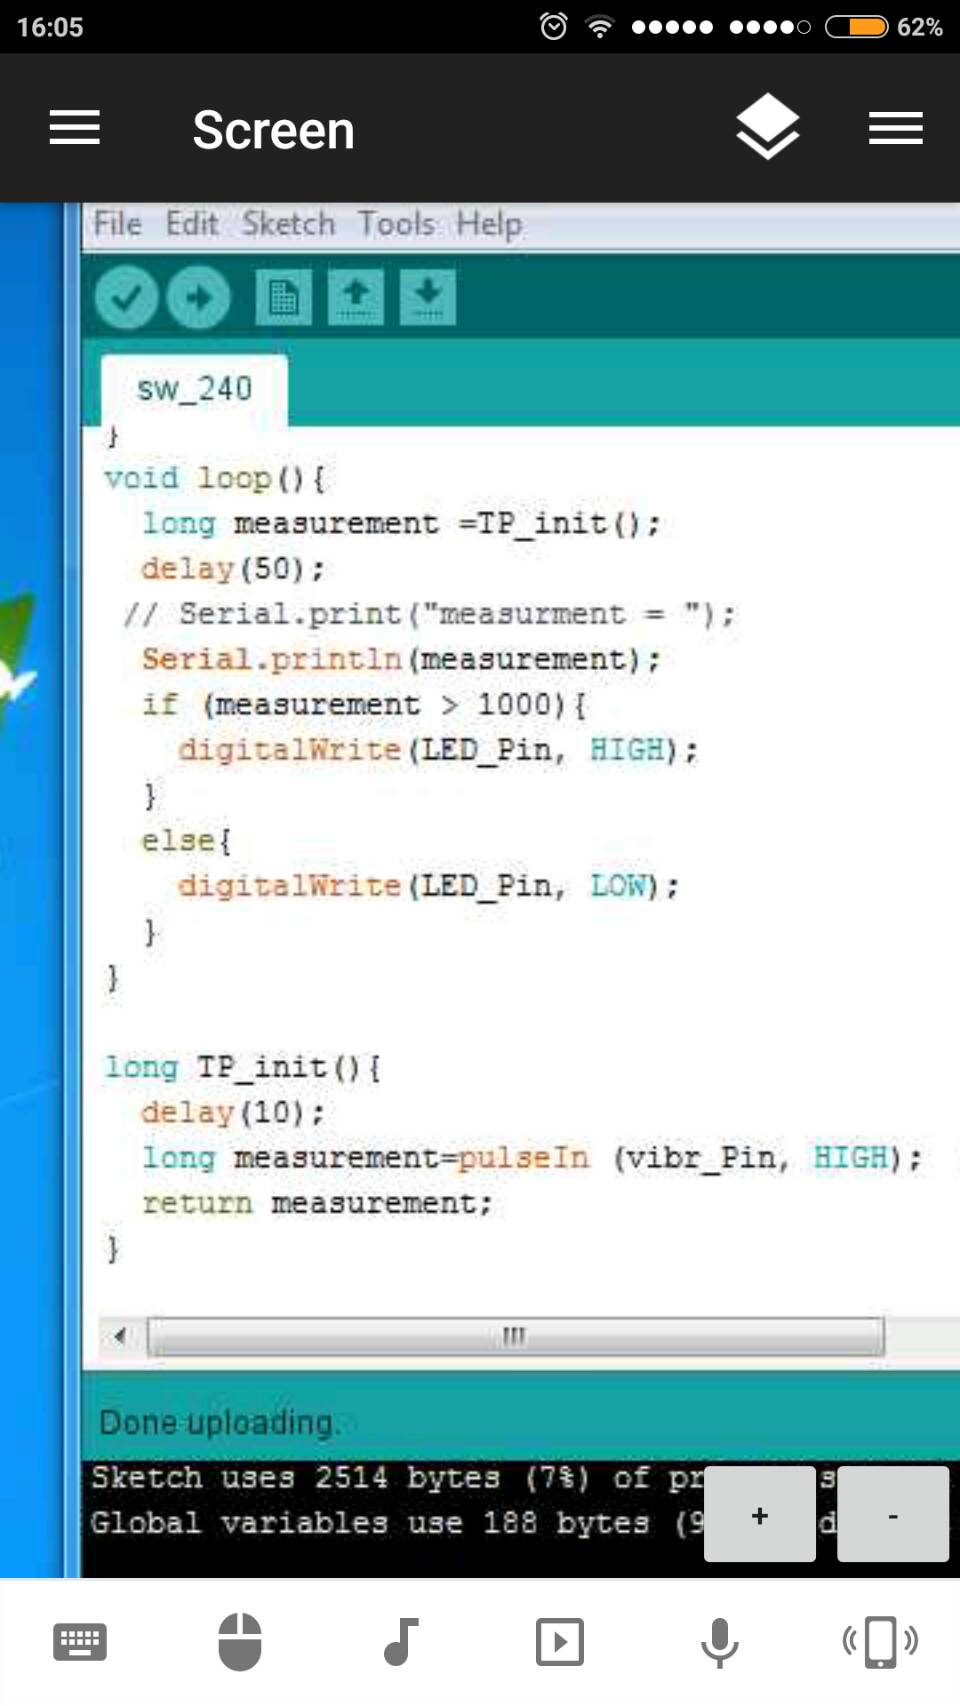 16:05
62%
Screen
File Edit Sketch Tools Help
sw_240
}
void loop(){
long measurement =TP_init();
delay(50);
// Serial.print("measurment = ");
Serial.println(measurement);
if (measurement > 1000){
digitalWrite(LED_Pin, HIGH);
}
else{
digitalWrite(LED_Pin, LOW);
}
}
long TP_init(){
delay(10);
long measurement=pulseIn (vibr_Pin, HIGH);
return measurement;
}
Done uploading.
Sketch uses 2514 bytes (7%) of
Global variables use 188 bytes (9
+ -